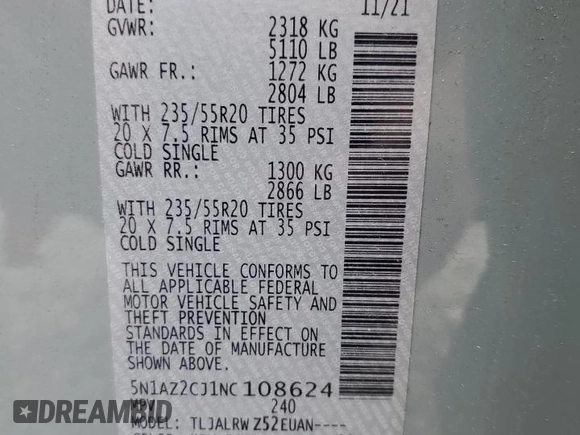 DATE: 11/21
GVWR: 2318 KG
5110 LB
GAWR FR.: 1272 KG
2804 LB
WITH 235/55R20 TIRES
20 X 7.5 RIMS AT 35 PSI
COLD SINGLE
GAWR RR.: 1300 KG
2866 LB
WITH 235/55R20 TIRES
20 X 7.5 RIMS AT 35 PSI
COLD SINGLE
THIS VEHICLE CONFORMS TO
ALL APPLICABLE FEDERAL
MOTOR VEHICLE SAFETY AND
THEFT PREVENTION
STANDARDS IN EFFECT ON
THE DATE OF MANUFACTURE
SHOWN ABOVE.
5N1AZ2CJ1NC108624
MPV 240
MODEL: TLJALRWZ52EUAN----
DREAMBID
REAL AUCTION PRICES